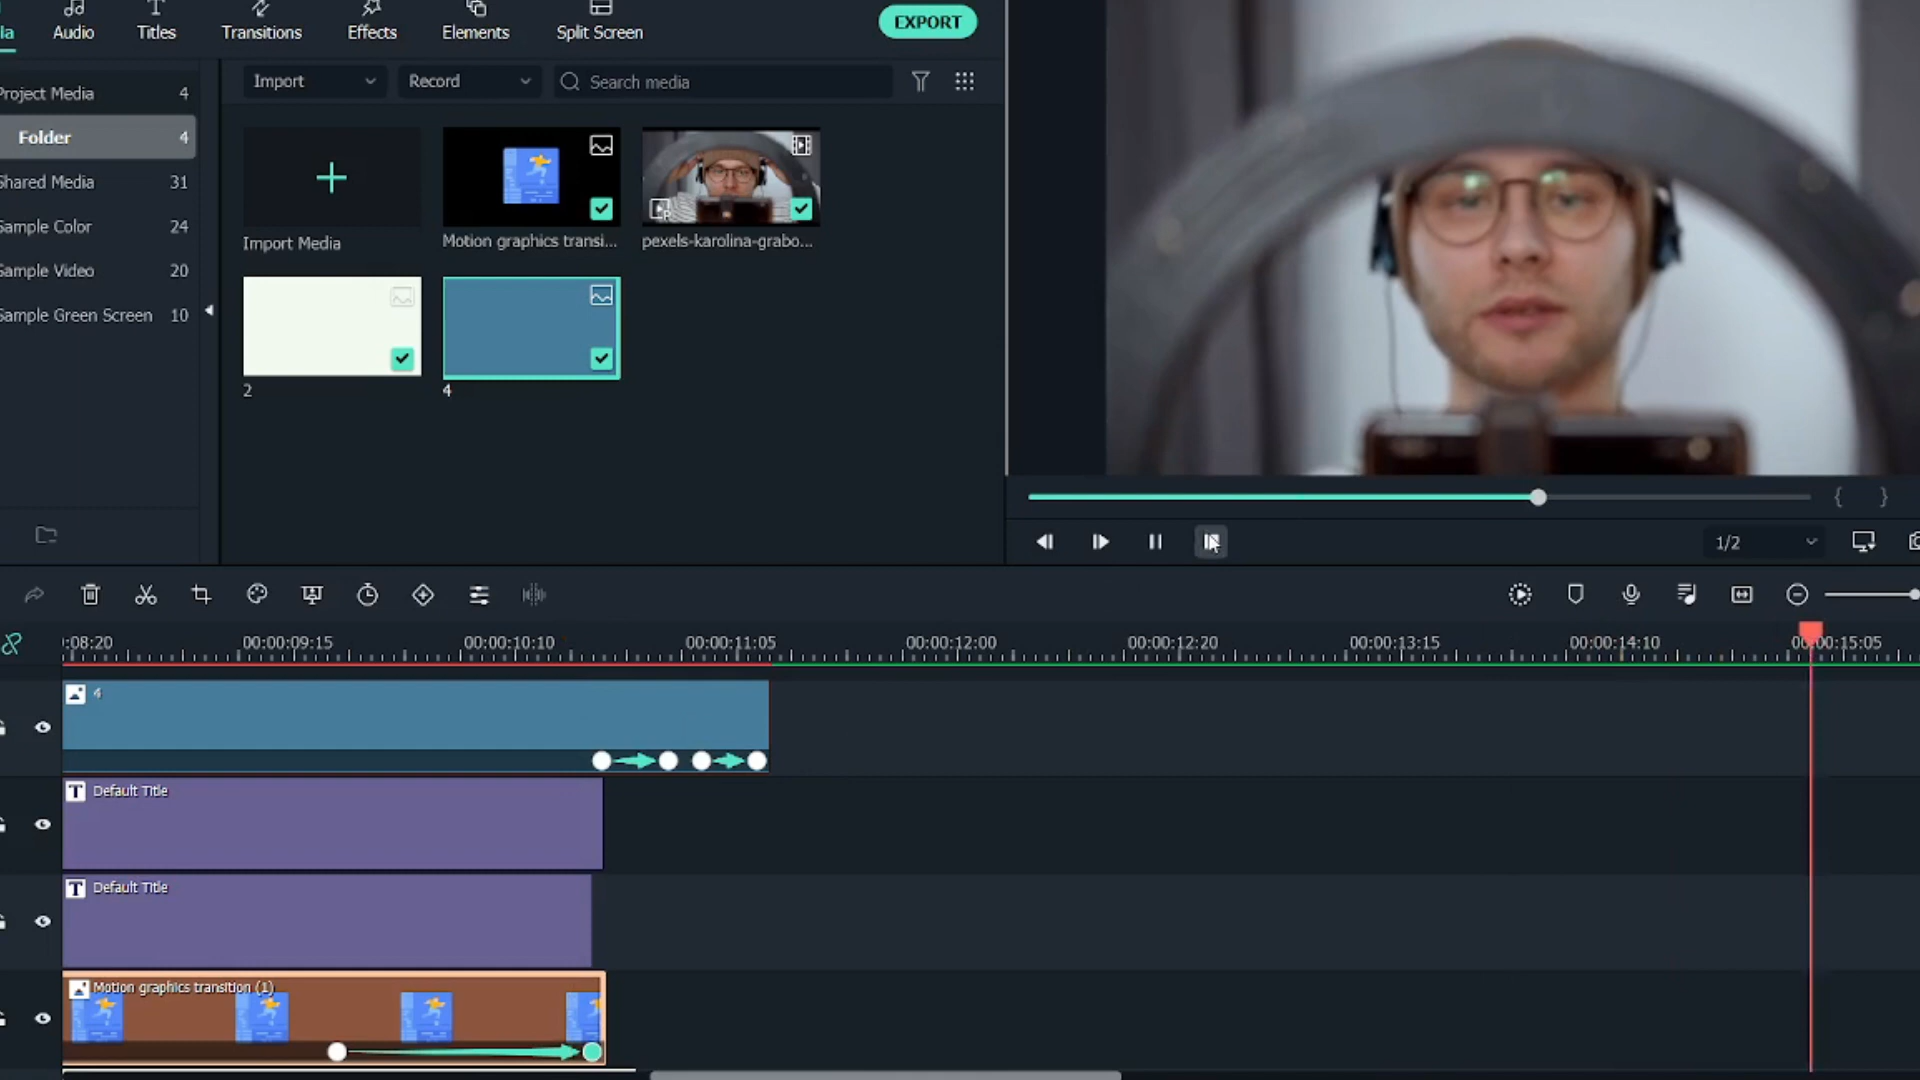 la
Audio
Titles
Transitions
Effects
Elements
Split Screen
EXPORT
Import
Record
Search media
Project Media 4
Folder 4
Shared Media 31
Sample Color 24
Sample Video 20
Sample Green Screen 10
Import Media
Motion graphics transi...
pexels-karolina-grabo...
2
4
{ }
1/2
:08:20
00:00:09:15
00:00:10:10
00:00:11:05
00:00:12:00
00:00:12:20
00:00:13:15
00:00:14:10
00:00:15:05
4
T Default Title
T Default Title
Motion graphics transition (1)